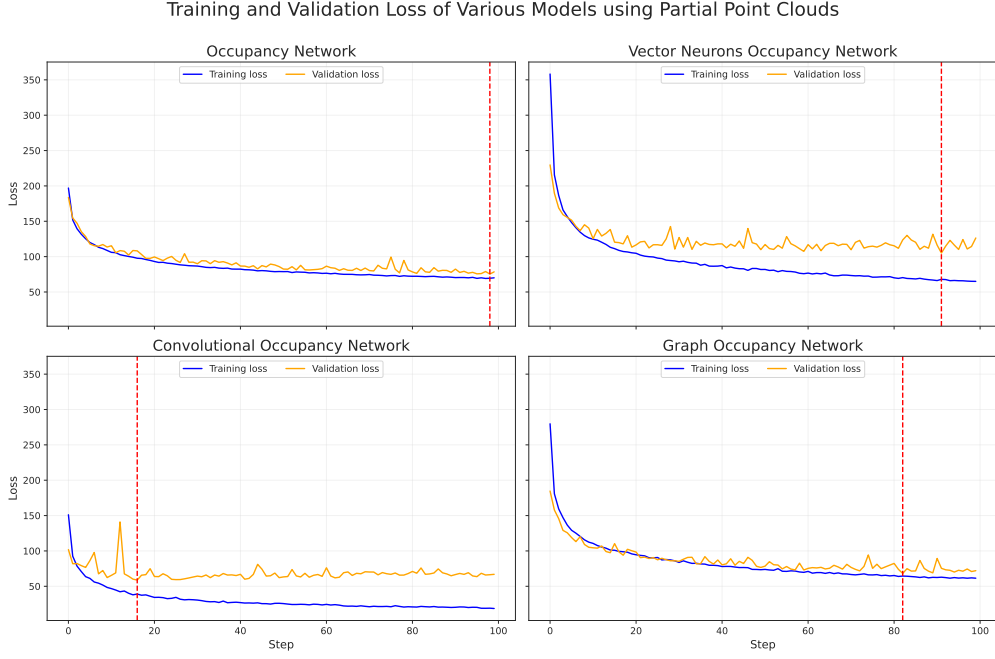 Training and Validation Loss of Various Models using Partial Point Clouds
Occupancy Network
Training loss
Validation loss
Loss
350
300
250
200
150
100
50
Vector Neurons Occupancy Network
Training loss
Validation loss
Convolutional Occupancy Network
Training loss
Validation loss
Loss
350
300
250
200
150
100
50
0
20
40
60
80
100
Step
Graph Occupancy Network
Training loss
Validation loss
0
20
40
60
80
100
Step